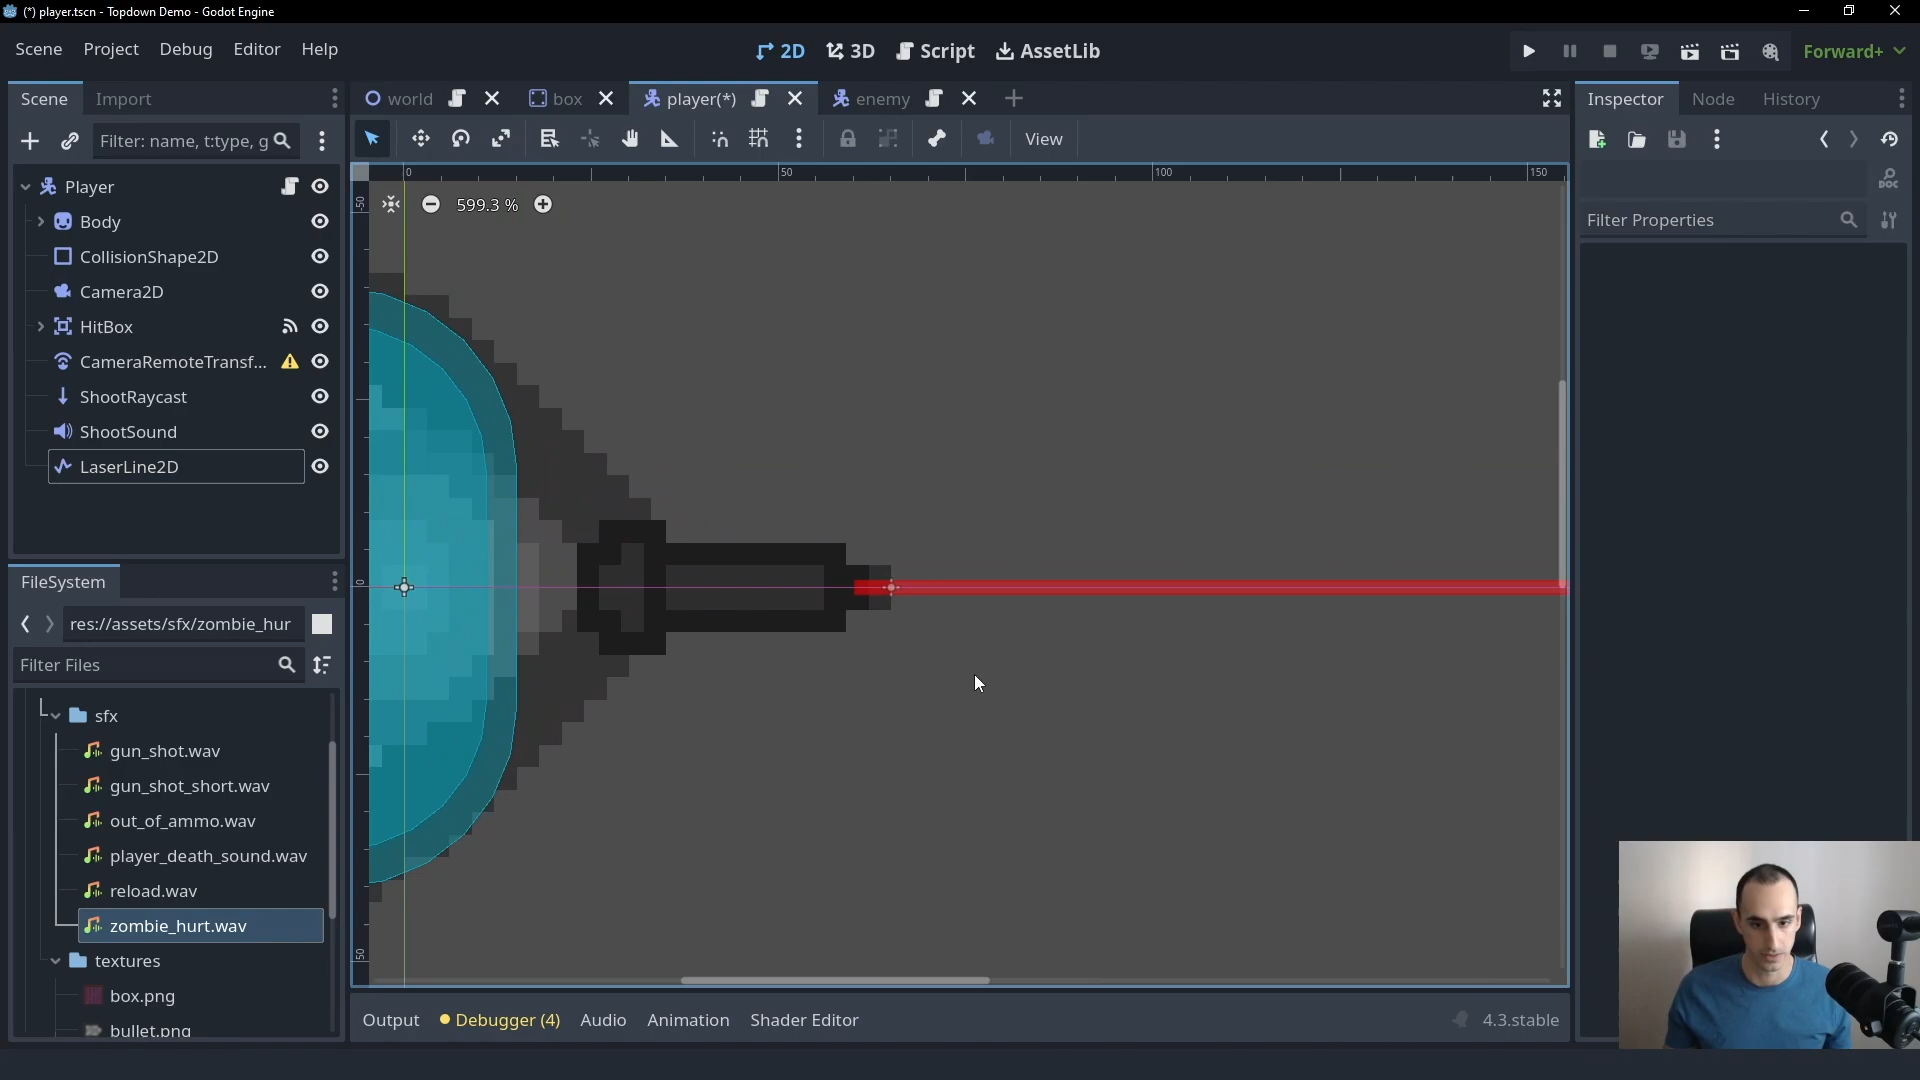 (*) player.tscn - Topdown Demo - Godot Engine
Scene Project Debug Editor Help
2D 3D Script AssetLib
Forward+
Scene Import
world box player(*) enemy
Inspector Node History
Filter: name, t:type, g
View
0 50 100 150
-50
599.3 %
Filter Properties
DOC
Player
Body
CollisionShape2D
Camera2D
HitBox
CameraRemoteTransf...
ShootRaycast
ShootSound
LaserLine2D
0
50
FileSystem
res://assets/sfx/zombie_hur
Filter Files
sfx
gun_shot.wav
gun_shot_short.wav
out_of_ammo.wav
player_death_sound.wav
reload.wav
zombie_hurt.wav
textures
box.png
bullet.png
Output Debugger (4) Audio Animation Shader Editor
4.3.stable